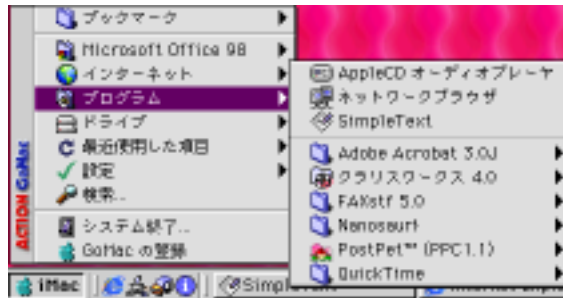 ブックマーク
Microsoft Office 98
インターネット
プログラム
ドライブ
最近使用した項目
設定
検索...
システム終了...
GoMac の登録
ACTION GoMac
AppleCD オーディオプレーヤ
ネットワークブラウザ
SimpleText
Adobe Acrobat 3.0J
クラリスワークス 4.0
FAXstf 5.0
Nanosaur
PostPet™ (PPC1.1)
QuickTime
iMac
Simpl